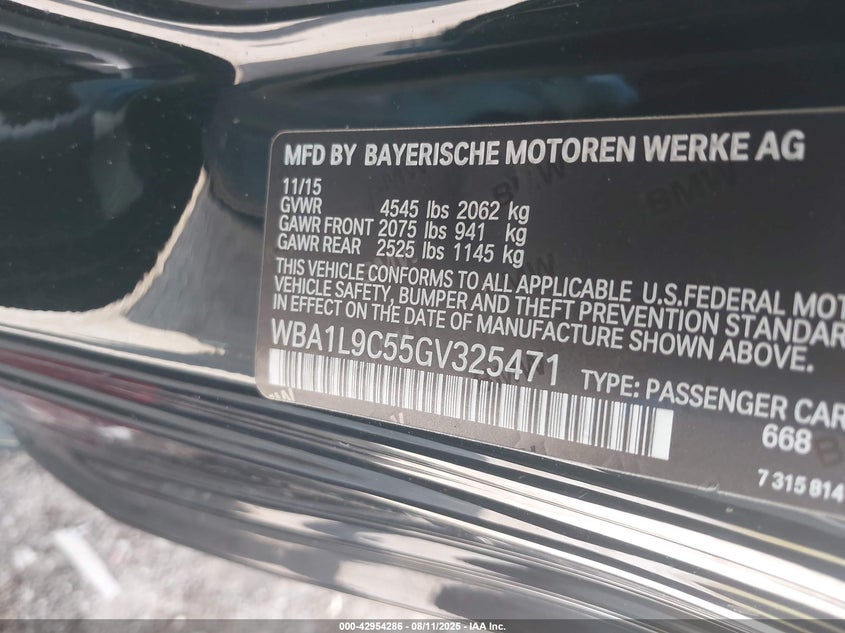 MFD BY BAYERISCHE MOTOREN WERKE AG
11/15
GVWR 4545 lbs 2062 kg
GAWR FRONT 2075 lbs 941 kg
GAWR REAR 2525 lbs 1145 kg
THIS VEHICLE CONFORMS TO ALL APPLICABLE U.S.FEDERAL MOT
VEHICLE SAFETY, BUMPER AND THEFT PREVENTION STANDAR
IN EFFECT ON THE DATE OF MANUFACTURE SHOWN ABOVE.
WBA1L9C55GV325471
TYPE: PASSENGER CAR
668
7 315 814
000-42954286 - 08/11/2025 - IAA Inc.